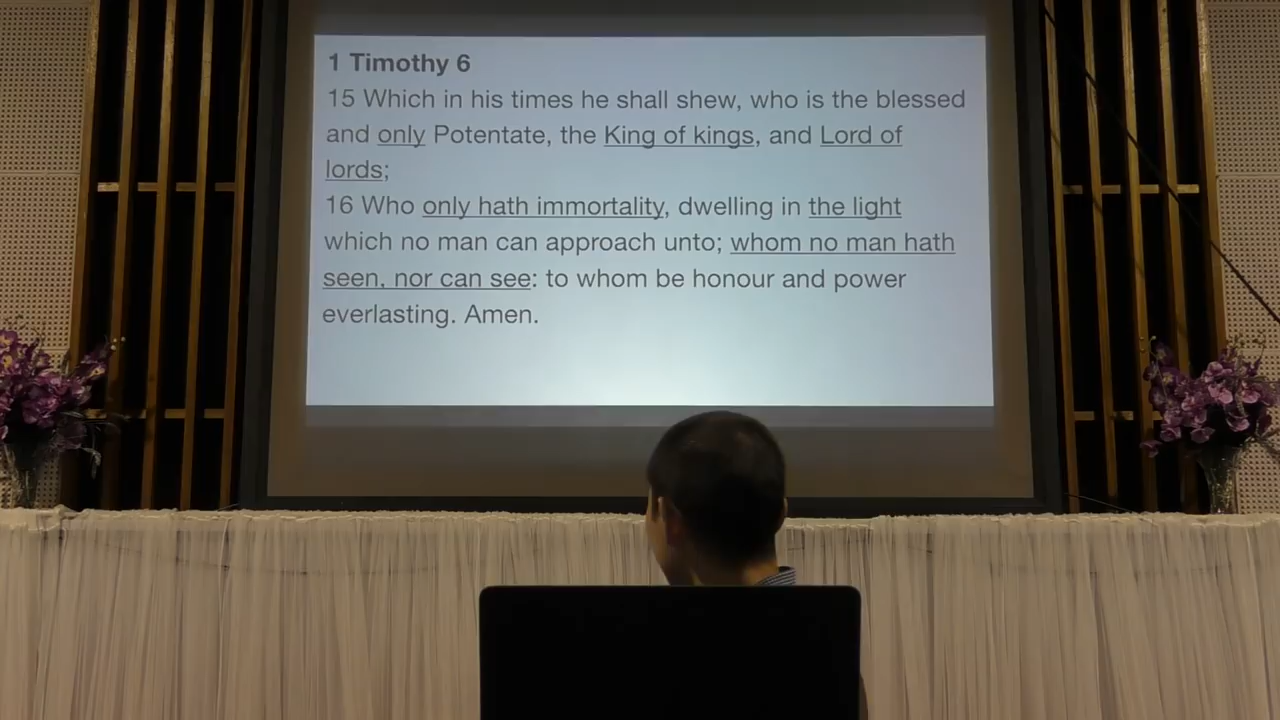 1 Timothy 6
15 Which in his times he shall shew, who is the blessed
and only Potentate, the King of kings, and Lord of
lords;
16 Who only hath immortality, dwelling in the light
which no man can approach unto; whom no man hath
seen, nor can see: to whom be honour and power
everlasting. Amen.